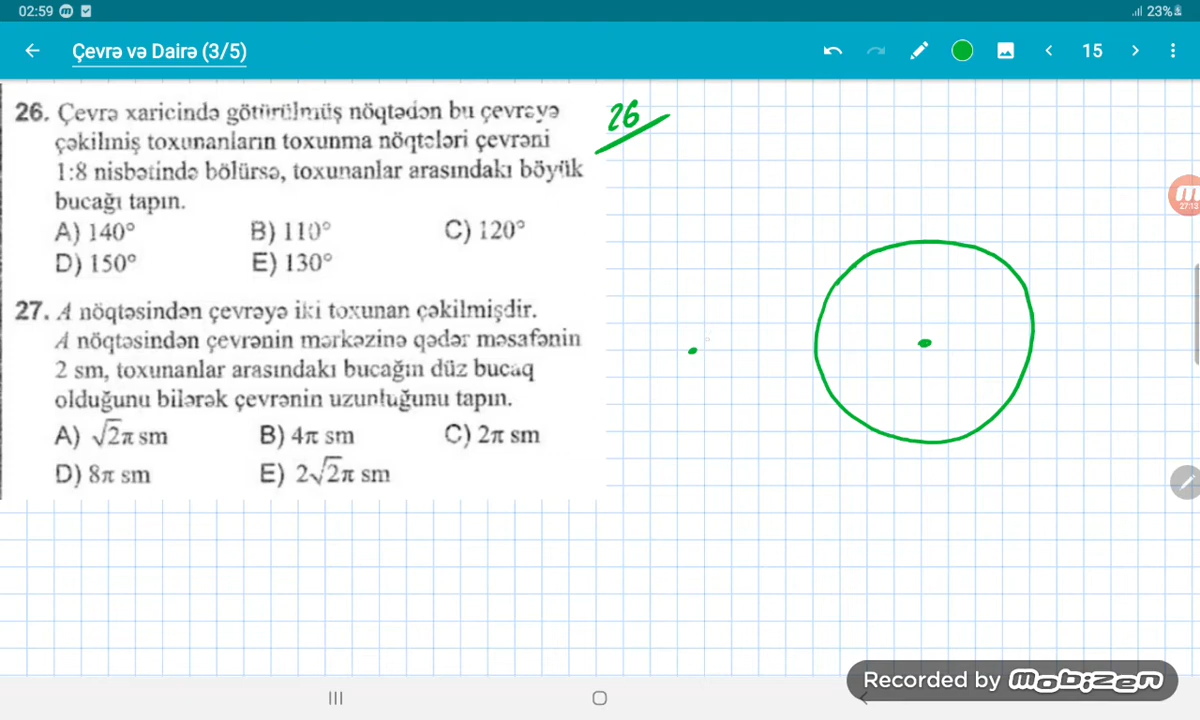 02:59
23%
Çevrə və Dairə (3/5)
15
26. Çevrə xaricində götürülmüş nöqtədən bu çevrəyə
çəkilmiş toxunanların toxunma nöqtələri çevrəni
1:8 nisbətində bölürsə, toxunanlar arasındakı böyük
bucağı tapın.
A) 140° B) 110° C) 120°
D) 150° E) 130°
27. A nöqtəsindən çevrəyə iki toxunan çəkilmişdir.
A nöqtəsindən çevrənin mərkəzinə qədər məsafənin
2 sm, toxunanlar arasındakı bucağın düz bucaq
olduğunu bilərək çevrənin uzunluğunu tapın.
A) √2π sm B) 4π sm C) 2π sm
D) 8π sm E) 2√2π sm
26
27:13
Recorded by mobizen